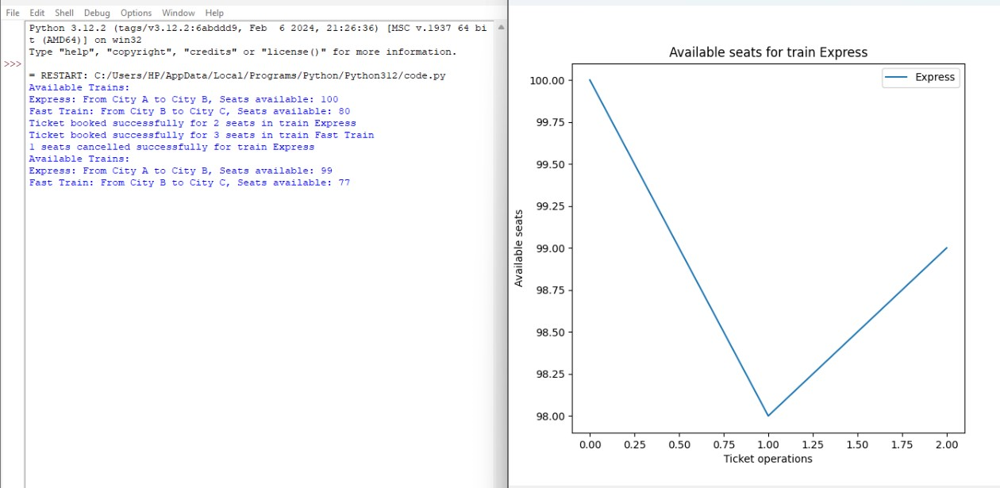 File Edit Shell Debug Options Window Help
Python 3.12.2 (tags/v3.12.2:6abddd9, Feb  6 2024, 21:26:36) [MSC v.1937 64 bi
t (AMD64)] on win32
Type "help", "copyright", "credits" or "license()" for more information.
>>>
= RESTART: C:/Users/HP/AppData/Local/Programs/Python/Python312/code.py
Available Trains:
Express: From City A to City B, Seats available: 100
Fast Train: From City B to City C, Seats available: 80
Ticket booked successfully for 2 seats in train Express
Ticket booked successfully for 3 seats in train Fast Train
1 seats cancelled successfully for train Express
Available Trains:
Express: From City A to City B, Seats available: 99
Fast Train: From City B to City C, Seats available: 77
Available seats for train Express
Express
Available seats
100.00
99.75
99.50
99.25
99.00
98.75
98.50
98.25
98.00
0.00 0.25 0.50 0.75 1.00 1.25 1.50 1.75 2.00
Ticket operations